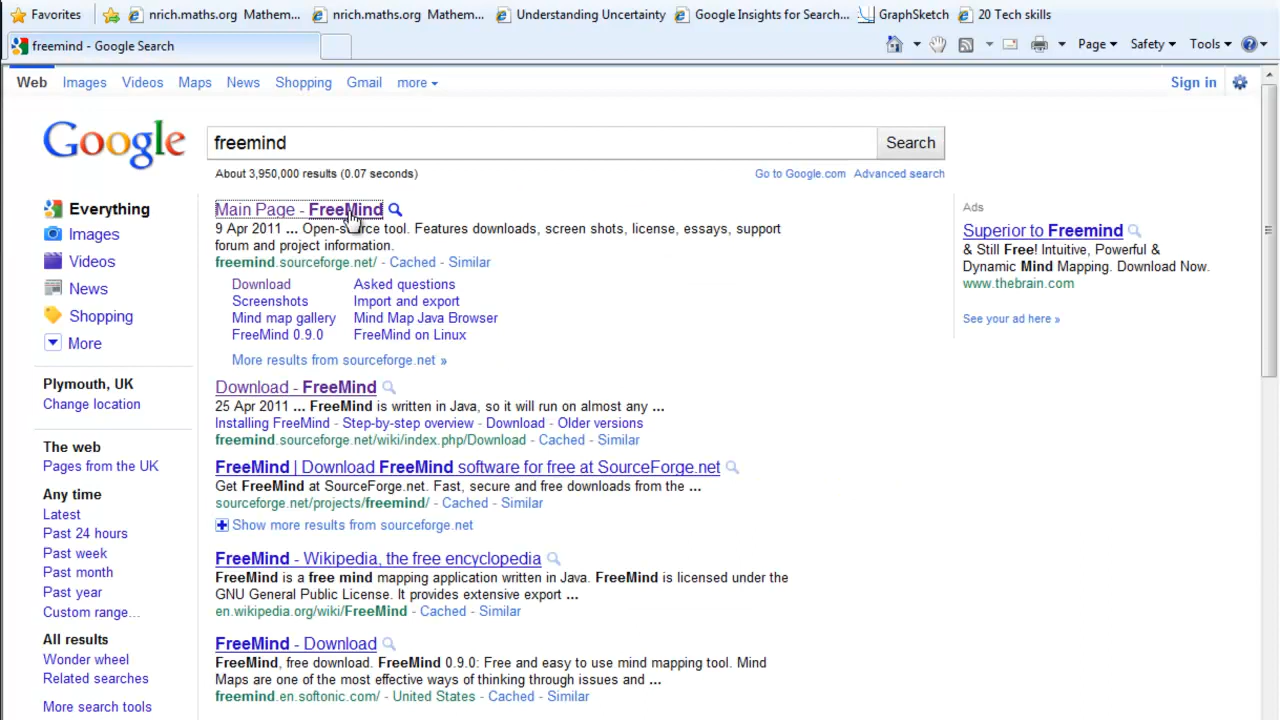 Favorites nrich.maths.org Mathem... nrich.maths.org Mathem... Understanding Uncertainty Google Insights for Search... GraphSketch 20 Tech skills
freemind - Google Search Page Safety Tools
Web Images Videos Maps News Shopping Gmail more Sign in
Google freemind Search
About 3,950,000 results (0.07 seconds) Go to Google.com Advanced search
Everything
Images
Videos
News
Shopping
More
Plymouth, UK
Change location
The web
Pages from the UK
Any time
Latest
Past 24 hours
Past week
Past month
Past year
Custom range...
All results
Wonder wheel
Related searches
More search tools
Main Page - FreeMind
9 Apr 2011 ... Open-source tool. Features downloads, screen shots, license, essays, support
forum and project information.
freemind.sourceforge.net/ - Cached - Similar
Download Asked questions
Screenshots Import and export
Mind map gallery Mind Map Java Browser
FreeMind 0.9.0 FreeMind on Linux
More results from sourceforge.net »
Download - FreeMind
25 Apr 2011 ... FreeMind is written in Java, so it will run on almost any ...
Installing FreeMind - Step-by-step overview - Download - Older versions
freemind.sourceforge.net/wiki/index.php/Download - Cached - Similar
FreeMind | Download FreeMind software for free at SourceForge.net
Get FreeMind at SourceForge.net. Fast, secure and free downloads from the ...
sourceforge.net/projects/freemind/ - Cached - Similar
Show more results from sourceforge.net
FreeMind - Wikipedia, the free encyclopedia
FreeMind is a free mind mapping application written in Java. FreeMind is licensed under the
GNU General Public License. It provides extensive export ...
en.wikipedia.org/wiki/FreeMind - Cached - Similar
FreeMind - Download
FreeMind, free download. FreeMind 0.9.0: Free and easy to use mind mapping tool. Mind
Maps are one of the most effective ways of thinking through issues and ...
freemind.en.softonic.com/ - United States - Cached - Similar
Ads
Superior to Freemind
& Still Free! Intuitive, Powerful &
Dynamic Mind Mapping. Download Now.
www.thebrain.com
See your ad here »